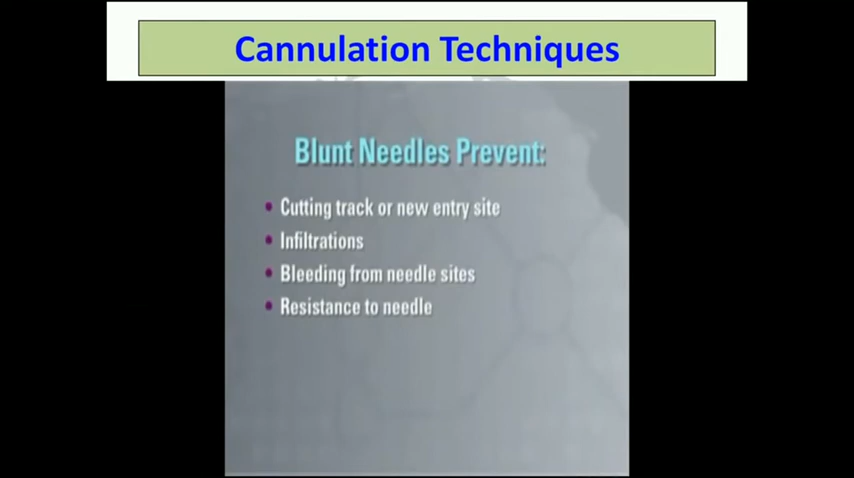 Cannulation Techniques
Blunt Needles Prevent:
• Cutting track or new entry site
• Infiltrations
• Bleeding from needle sites
• Resistance to needle